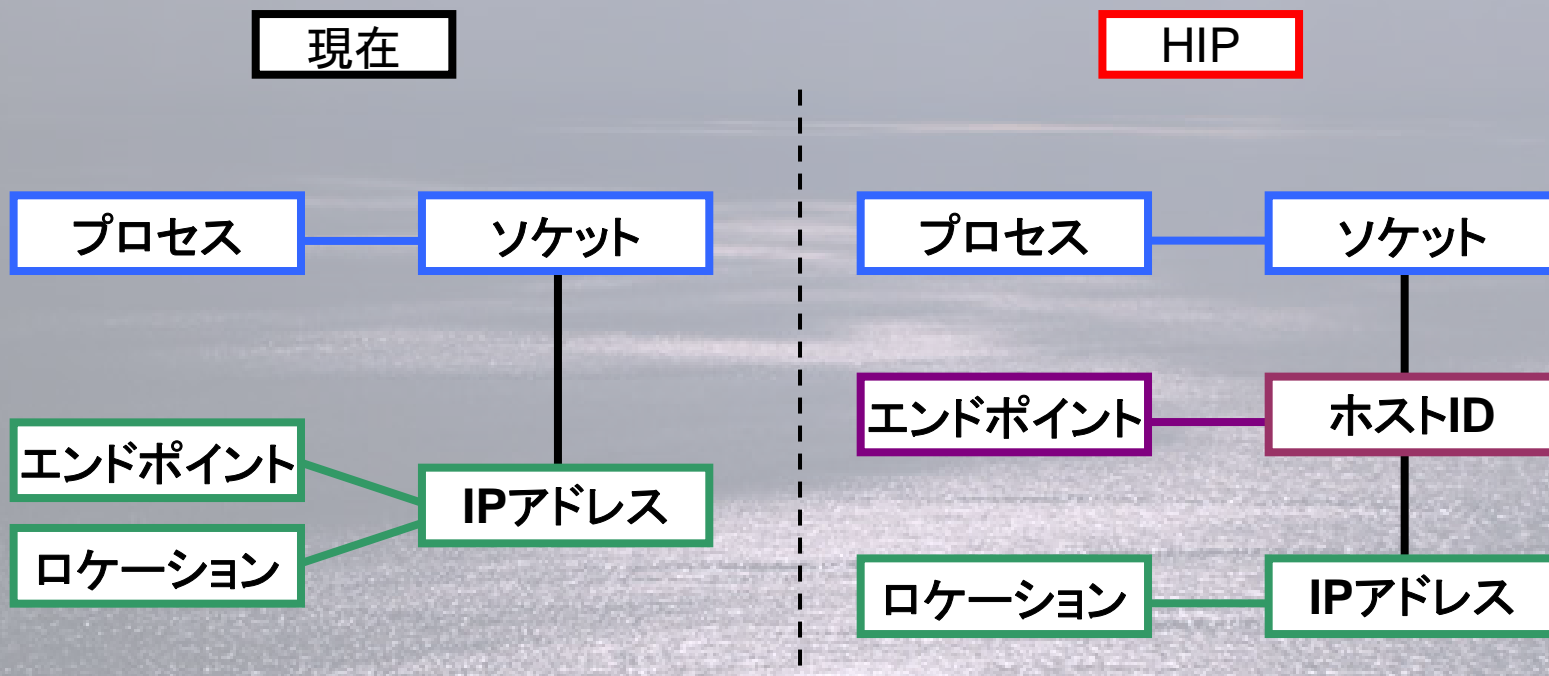 現在
プロセス
ソケット
エンドポイント
IPアドレス
ロケーション
HIP
プロセス
ソケット
エンドポイント
ホストID
ロケーション
IPアドレス